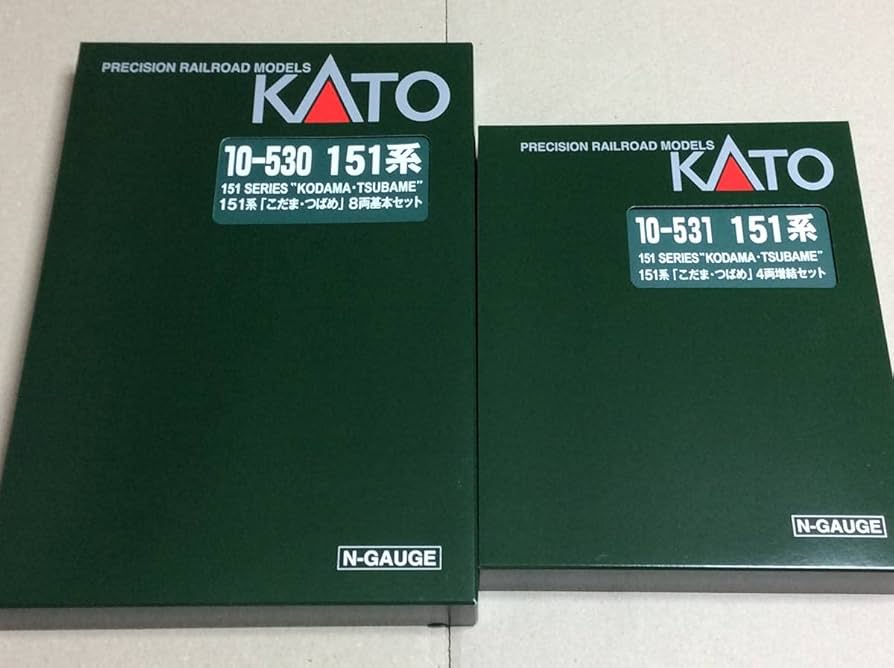 PRECISION RAILROAD MODELS
KATO
10-530 151系
151 SERIES "KODAMA·TSUBAME"
151系「こだま·つばめ」8両基本セット
N-GAUGE
PRECISION RAILROAD MODELS
KATO
10-531 151系
151 SERIES "KODAMA·TSUBAME"
151系「こだま·つばめ」4両増結セット
N-GAUGE